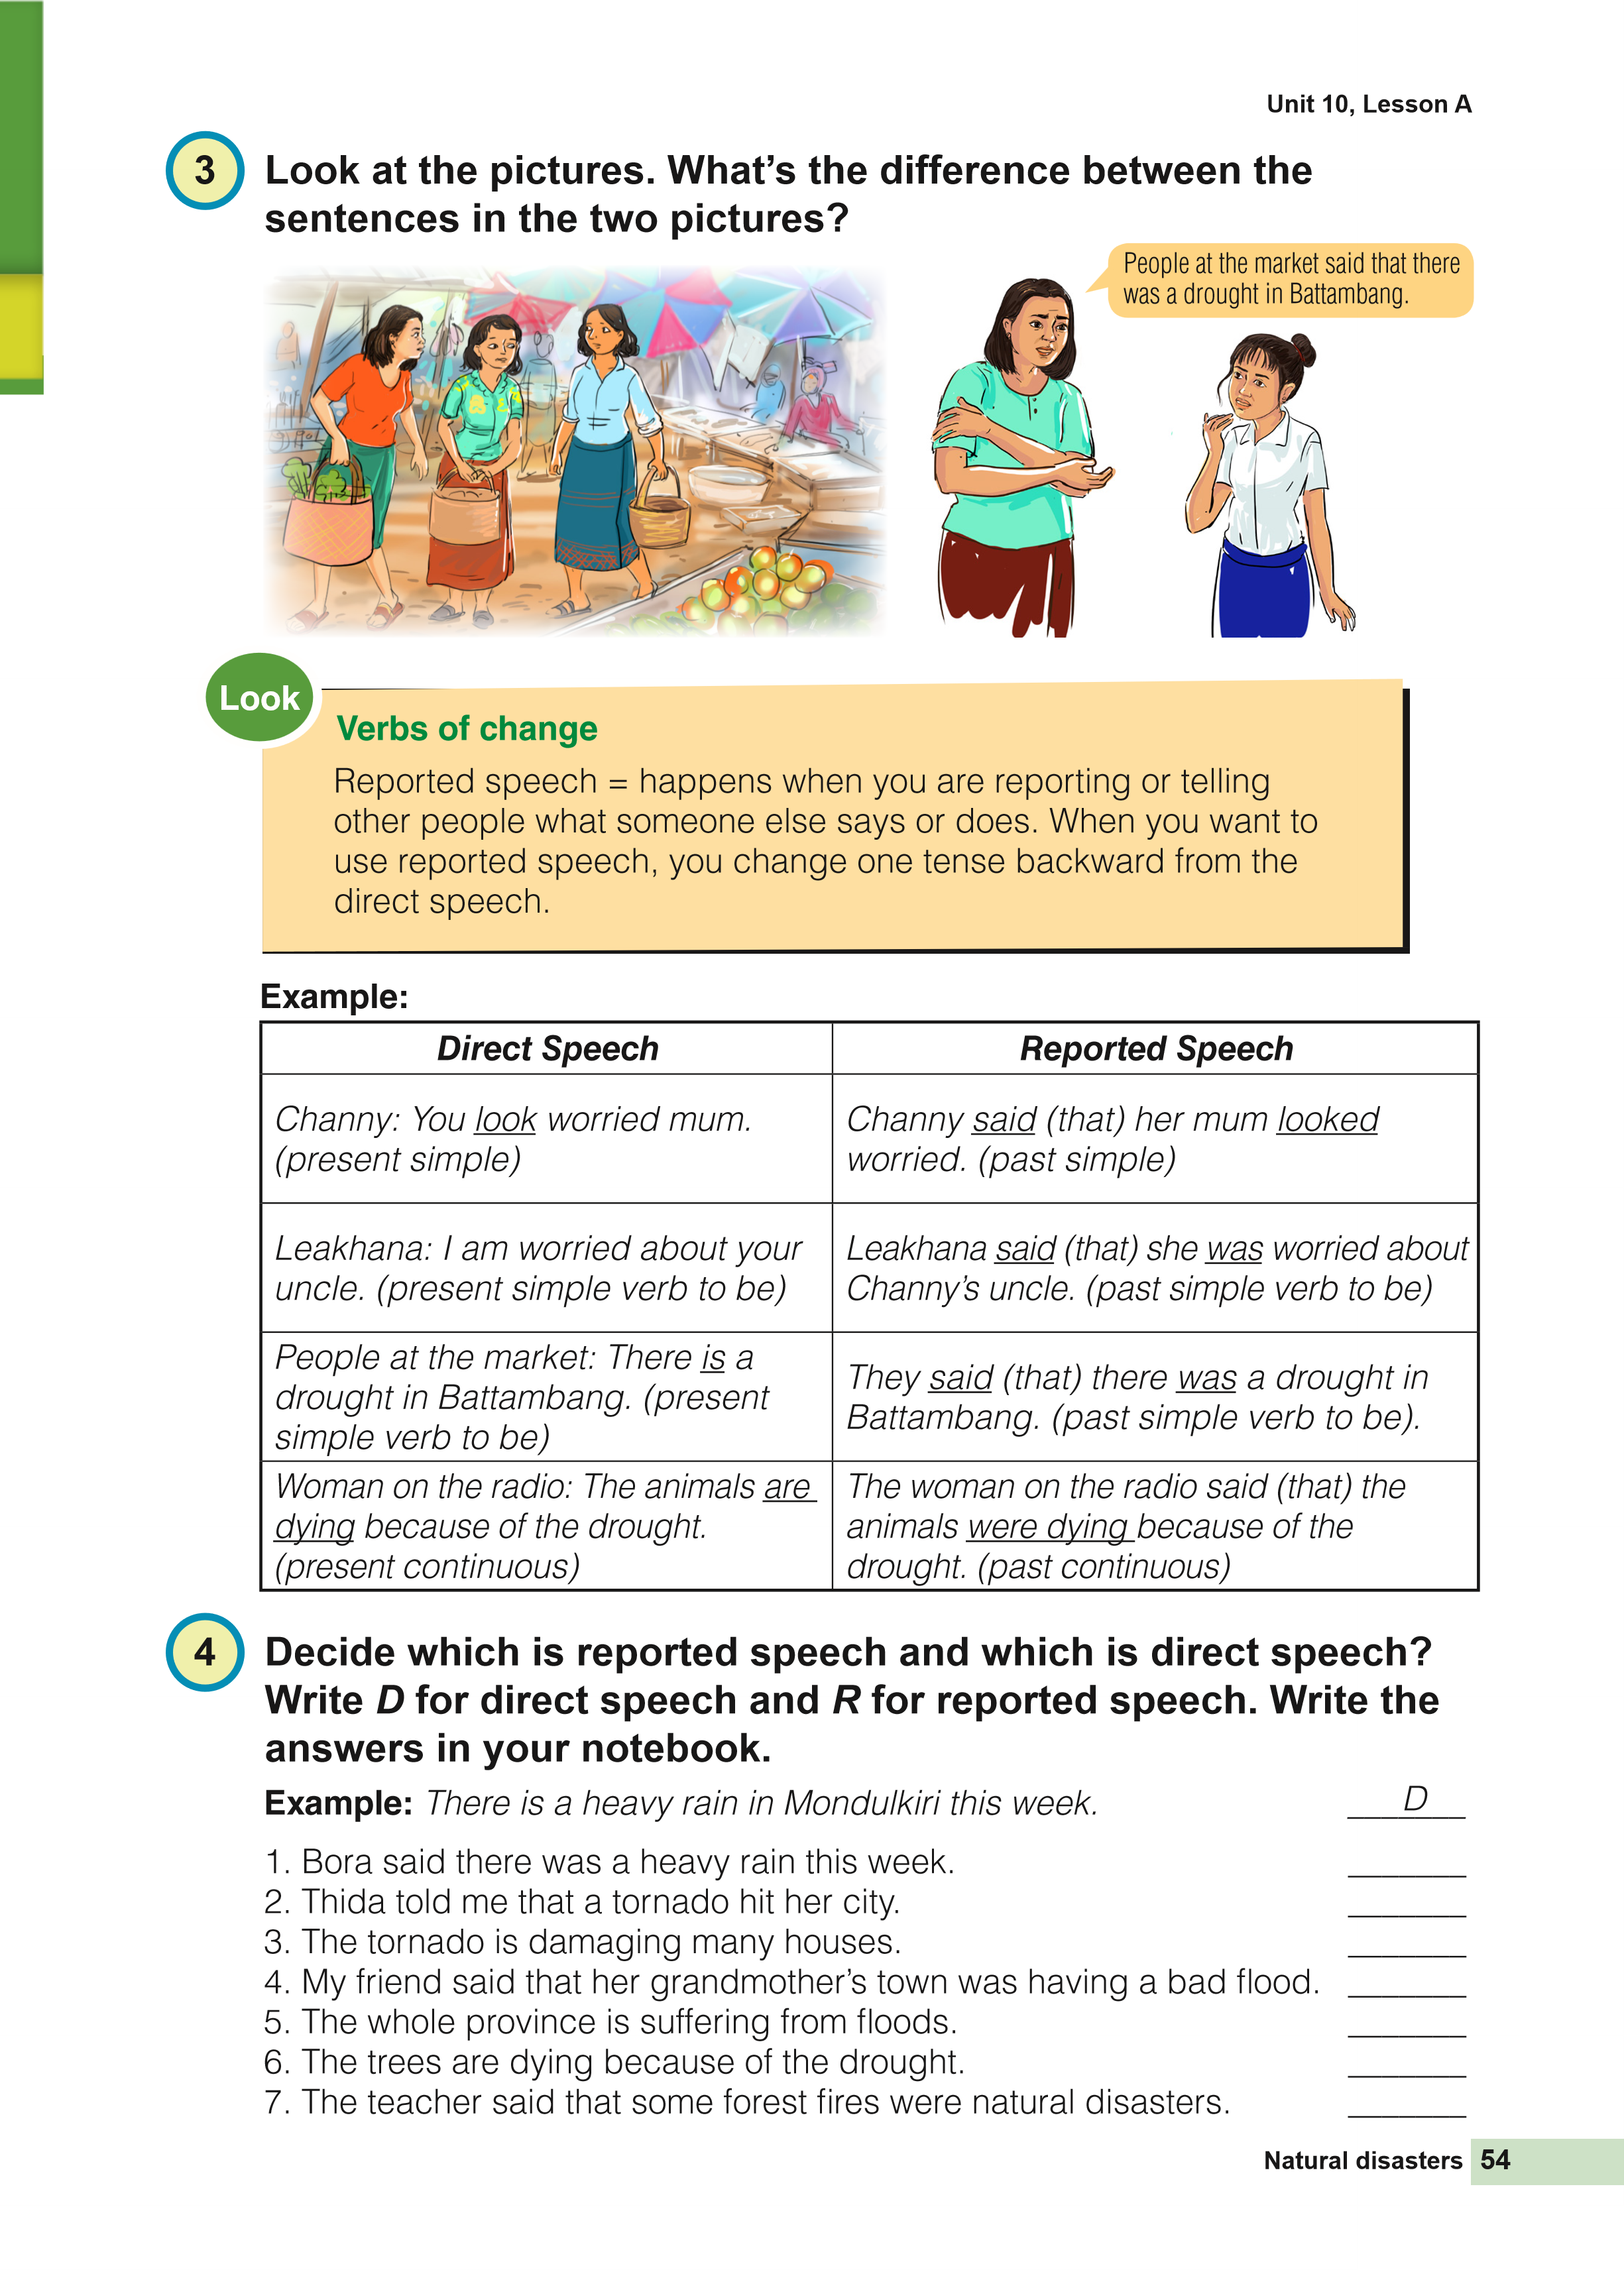 Unit 10, Lesson A
3
Look at the pictures. What’s the difference between the
sentences in the two pictures?
People at the market said that there
was a drought in Battambang.
Look
Verbs of change
Reported speech = happens when you are reporting or telling
other people what someone else says or does. When you want to
use reported speech, you change one tense backward from the
direct speech.
Example:
Direct Speech
Reported Speech
Channy: You look worried mum.
(present simple)
Channy said (that) her mum looked
worried. (past simple)
Leakhana: I am worried about your
uncle. (present simple verb to be)
Leakhana said (that) she was worried about
Channy’s uncle. (past simple verb to be)
People at the market: There is a
drought in Battambang. (present
simple verb to be)
They said (that) there was a drought in
Battambang. (past simple verb to be).
Woman on the radio: The animals are
dying because of the drought.
(present continuous)
The woman on the radio said (that) the
animals were dying because of the
drought. (past continuous)
4
Decide which is reported speech and which is direct speech?
Write D for direct speech and R for reported speech. Write the
answers in your notebook.
Example: There is a heavy rain in Mondulkiri this week. D
1. Bora said there was a heavy rain this week. _______
2. Thida told me that a tornado hit her city. _______
3. The tornado is damaging many houses. _______
4. My friend said that her grandmother’s town was having a bad flood. _______
5. The whole province is suffering from floods. _______
6. The trees are dying because of the drought. _______
7. The teacher said that some forest fires were natural disasters. _______
Natural disasters 54